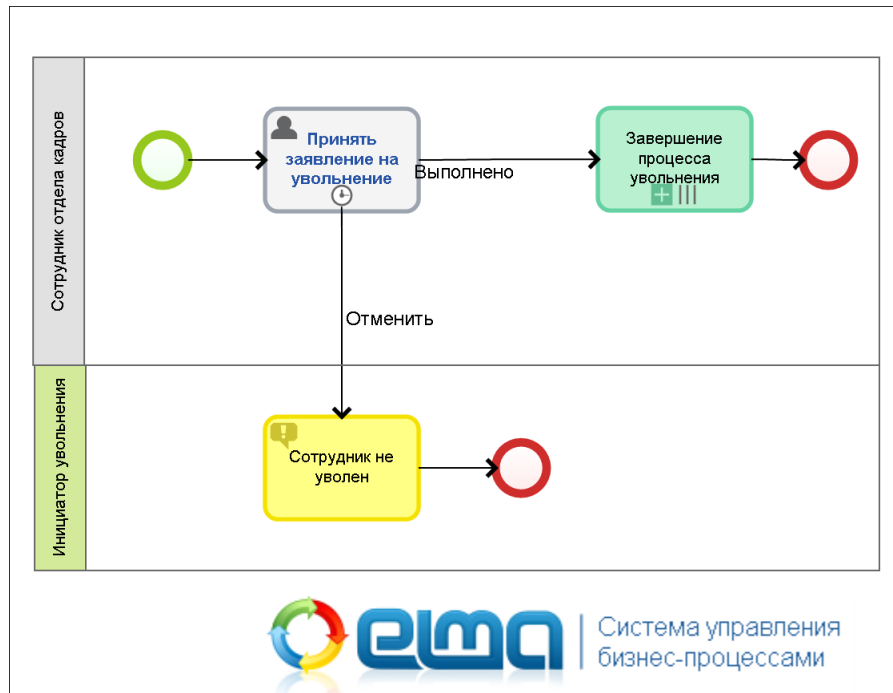 Сотрудник отдела кадров
Принять
заявление на
увольнение
Выполнено
Завершение
процесса
увольнения
Отменить
Инициатор увольнения
Сотрудник не
уволен
elma
Система управления
бизнес-процессами